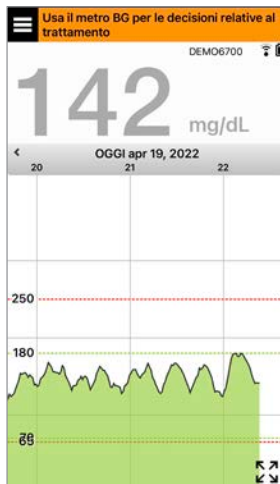 Usa il metro BG per le decisioni relative al
trattamento
DEMO6700
142
mg/dL
OGGI apr 19, 2022
20 21 22
250
180
65